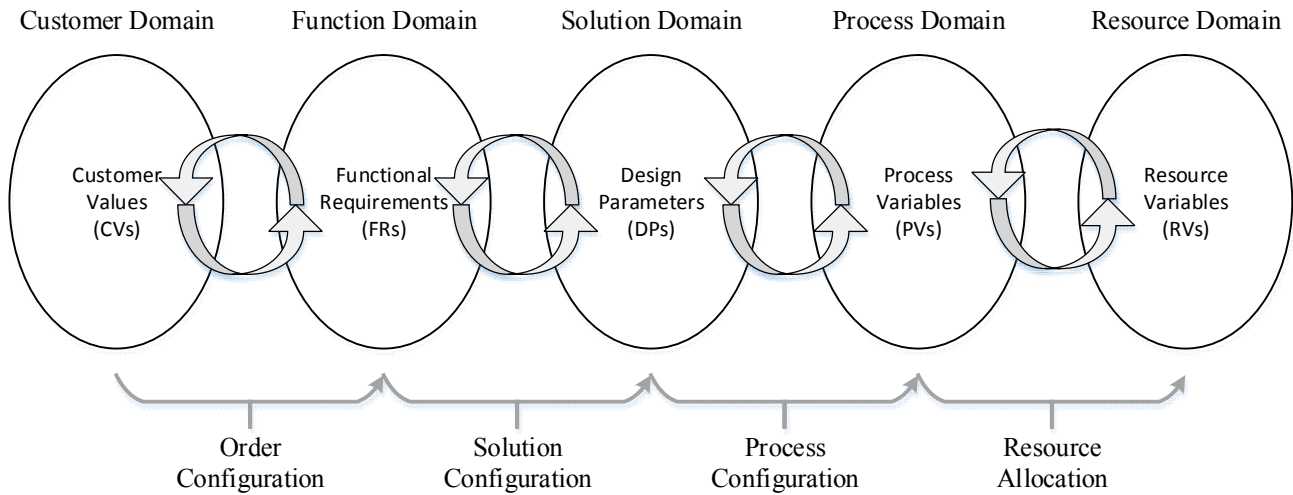 Customer Domain
Function Domain
Solution Domain
Process Domain
Resource Domain
Customer
Values
(CVs)
Functional
Requirements
(FRs)
Design
Parameters
(DPs)
Process
Variables
(PVs)
Resource
Variables
(RVs)
Order
Configuration
Solution
Configuration
Process
Configuration
Resource
Allocation